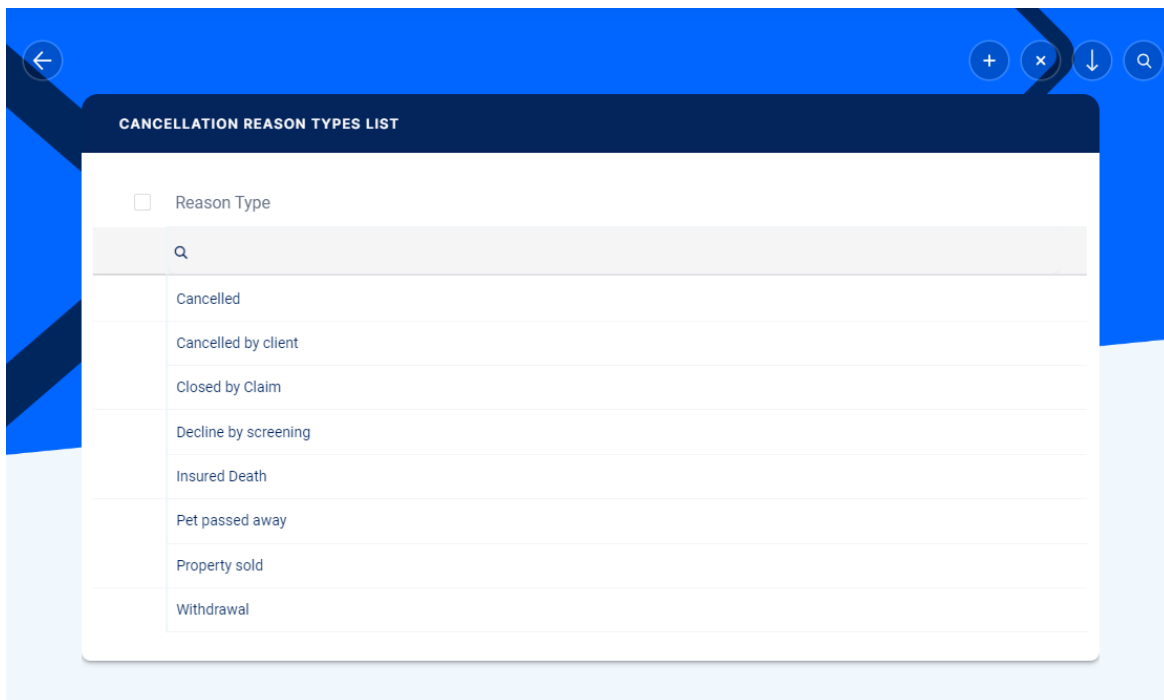 CANCELLATION REASON TYPES LIST
Reason Type
Cancelled
Cancelled by client
Closed by Claim
Decline by screening
Insured Death
Pet passed away
Property sold
Withdrawal